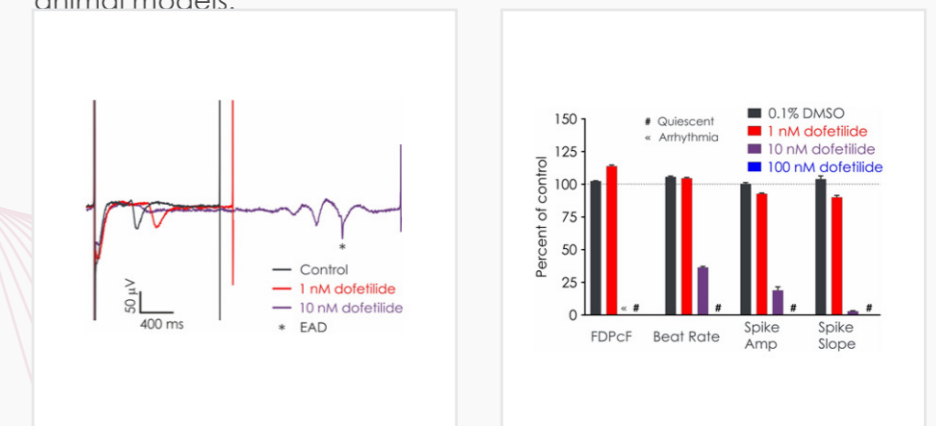 animal models.
50 µV
400 ms
*
Control
1 nM dofetilide
10 nM dofetilide
* EAD
Percent of control
150
125
100
75
50
25
0
# Quiescent
« Arrhythmia
0.1% DMSO
1 nM dofetilide
10 nM dofetilide
100 nM dofetilide
« # # # #
FDPcF
Beat Rate
Spike
Amp
Spike
Slope